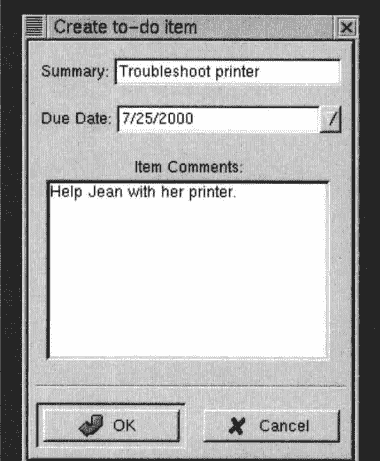 Create to-do item
Summary: Troubleshoot printer
Due Date: 7/25/2000
Item Comments:
Help Jean with her printer.
OK Cancel